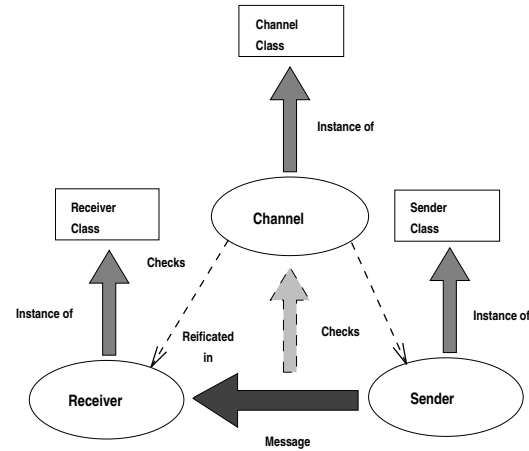 Channel
Class
Instance of
Receiver
Class
Channel
Sender
Class
Checks
Instance of
Reificated
in
Checks
Instance of
Receiver
Sender
Message